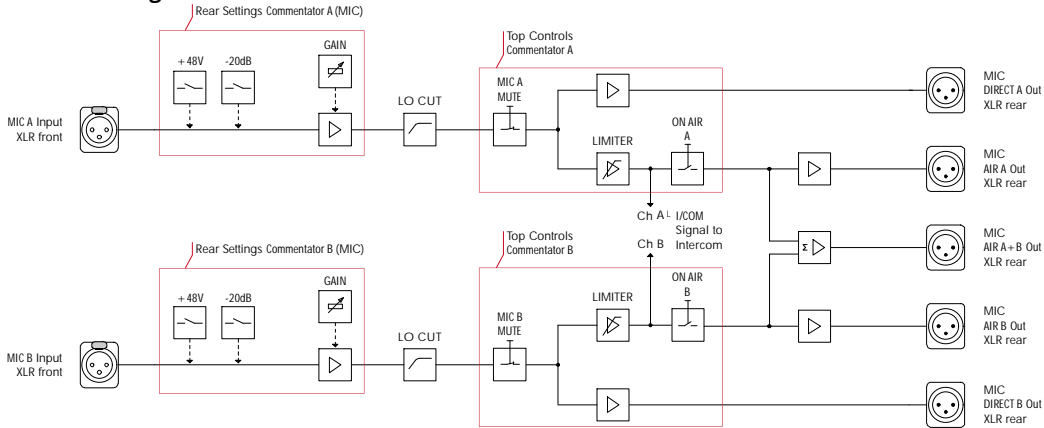 Rear Settings Commentator A (MIC)
+48V
-20dB
GAIN
MIC A Input
XLR front
LO CUT
Top Controls
Commentator A
MIC A
MUTE
LIMITER
ON AIR
A
MIC
DIRECT A Out
XLR rear
MIC
AIR A Out
XLR rear
Ch A
Ch B
I/COM
Signal to
Intercom
Σ
MIC
AIR A+B Out
XLR rear
Rear Settings Commentator B (MIC)
+48V
-20dB
GAIN
MIC B Input
XLR front
LO CUT
Top Controls
Commentator B
MIC B
MUTE
LIMITER
ON AIR
B
MIC
AIR B Out
XLR rear
MIC
DIRECT B Out
XLR rear